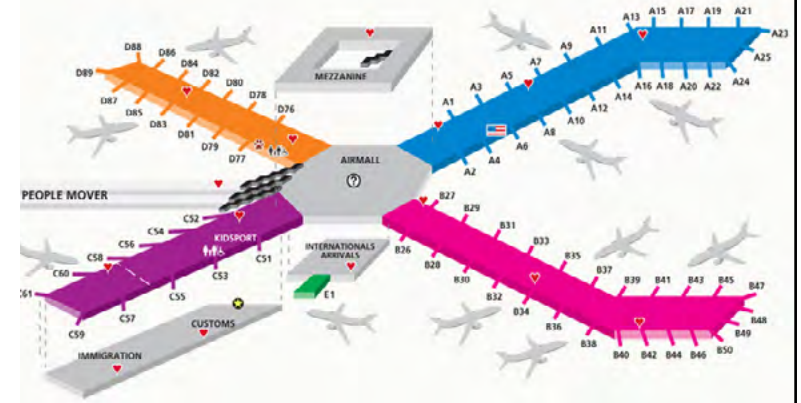 D88
D86
D84
D82
D80
D78
D76
D89
D87
D85
D83
D81
D79
D77
MEZZANINE
A1
A3
A5
A7
A9
A11
A13
A15
A17
A19
A21
A23
A25
A24
A22
A20
A18
A16
A14
A12
A10
A8
A6
A4
A2
AIRMALL
?
PEOPLE MOVER
C52
C54
C56
C58
C60
C61
KIDSPORT
C51
C53
C55
C57
C59
INTERNATIONALS
ARRIVALS
E1
CUSTOMS
IMMIGRATION
B27
B29
B31
B33
B35
B37
B39
B41
B43
B45
B47
B48
B49
B50
B46
B44
B42
B40
B38
B36
B34
B32
B30
B28
B26